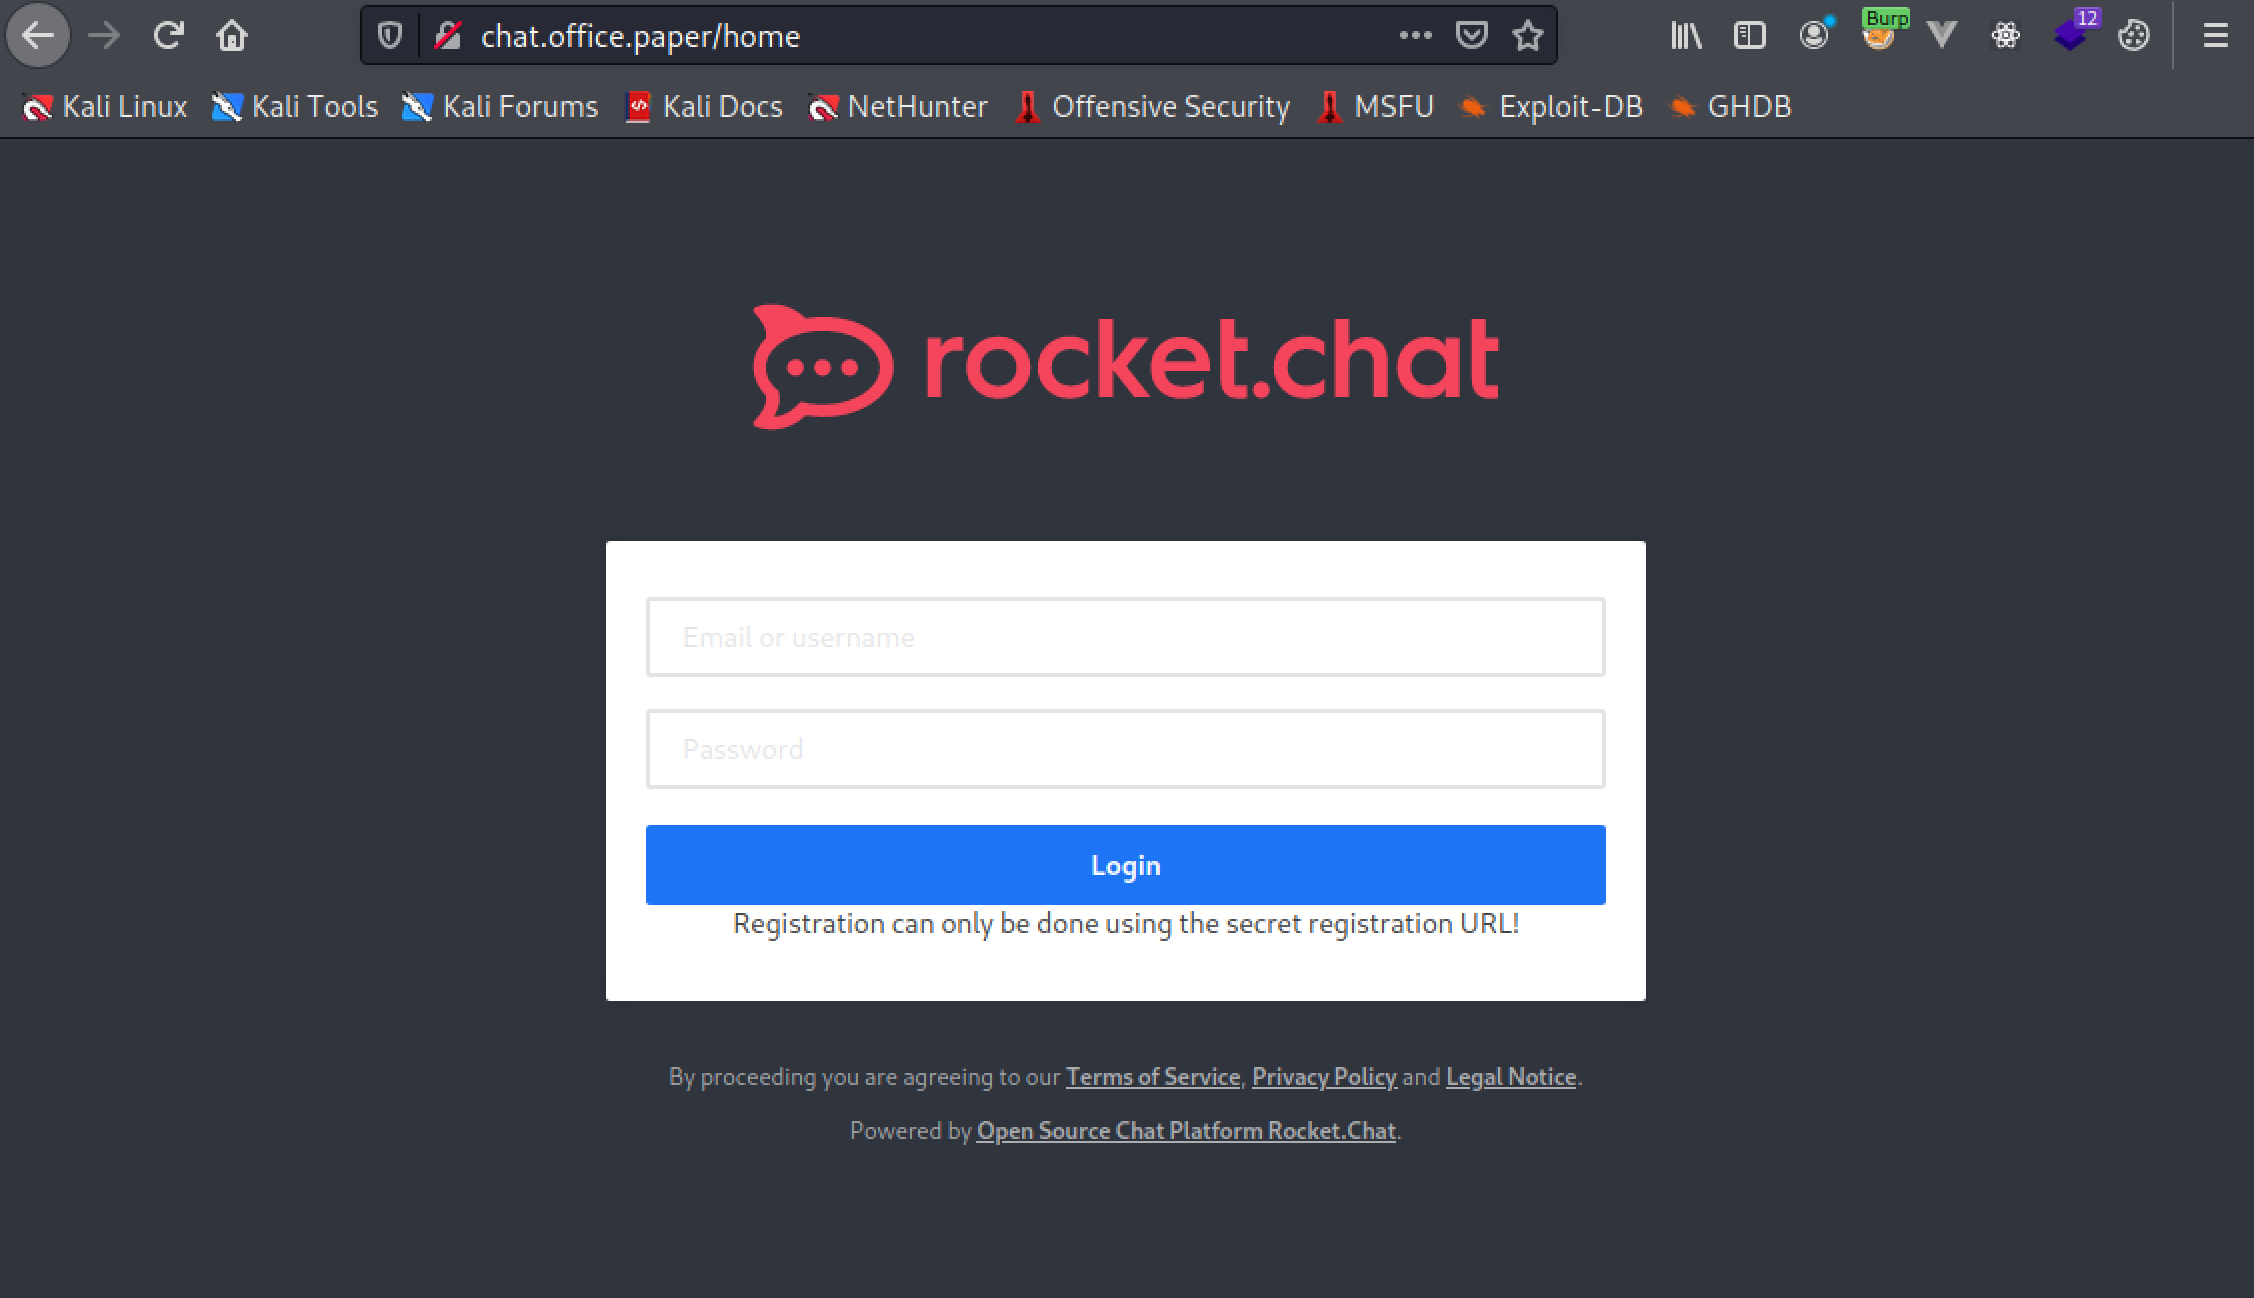 chat.office.paper/home
Burp
12
Kali Linux Kali Tools Kali Forums Kali Docs NetHunter Offensive Security MSFU Exploit-DB GHDB
rocket.chat
Email or username
Password
Login
Registration can only be done using the secret registration URL!
By proceeding you are agreeing to our Terms of Service, Privacy Policy and Legal Notice.
Powered by Open Source Chat Platform Rocket.Chat.